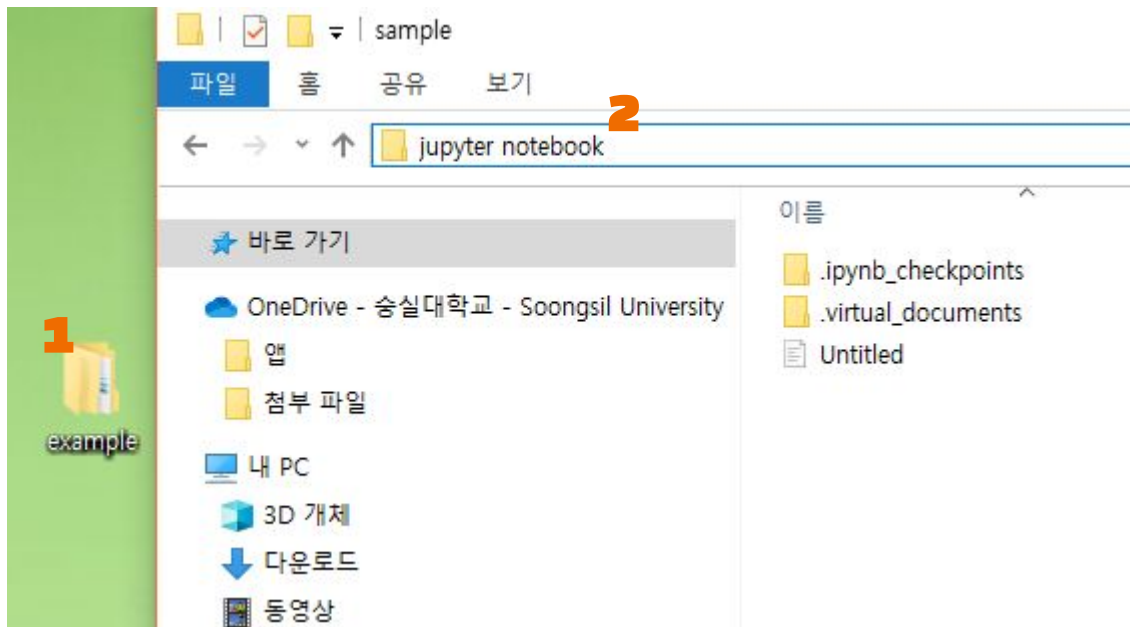 sample
파일 홈 공유 보기
2
jupyter notebook
이름
바로 가기
.ipynb_checkpoints
OneDrive - 숭실대학교 - Soongsil University
.virtual_documents
앱
Untitled
첨부 파일
1
example
내 PC
3D 개체
다운로드
동영상